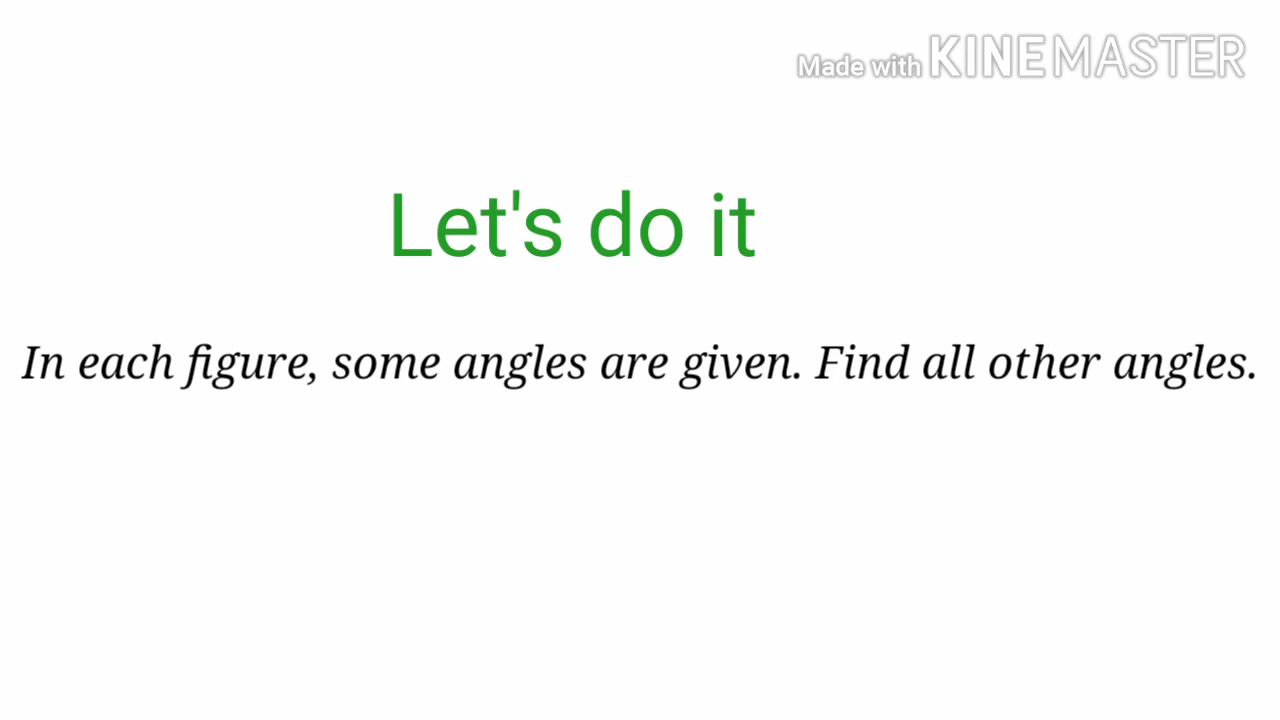 Made with KINEMASTER
Let's do it
In each figure, some angles are given. Find all other angles.